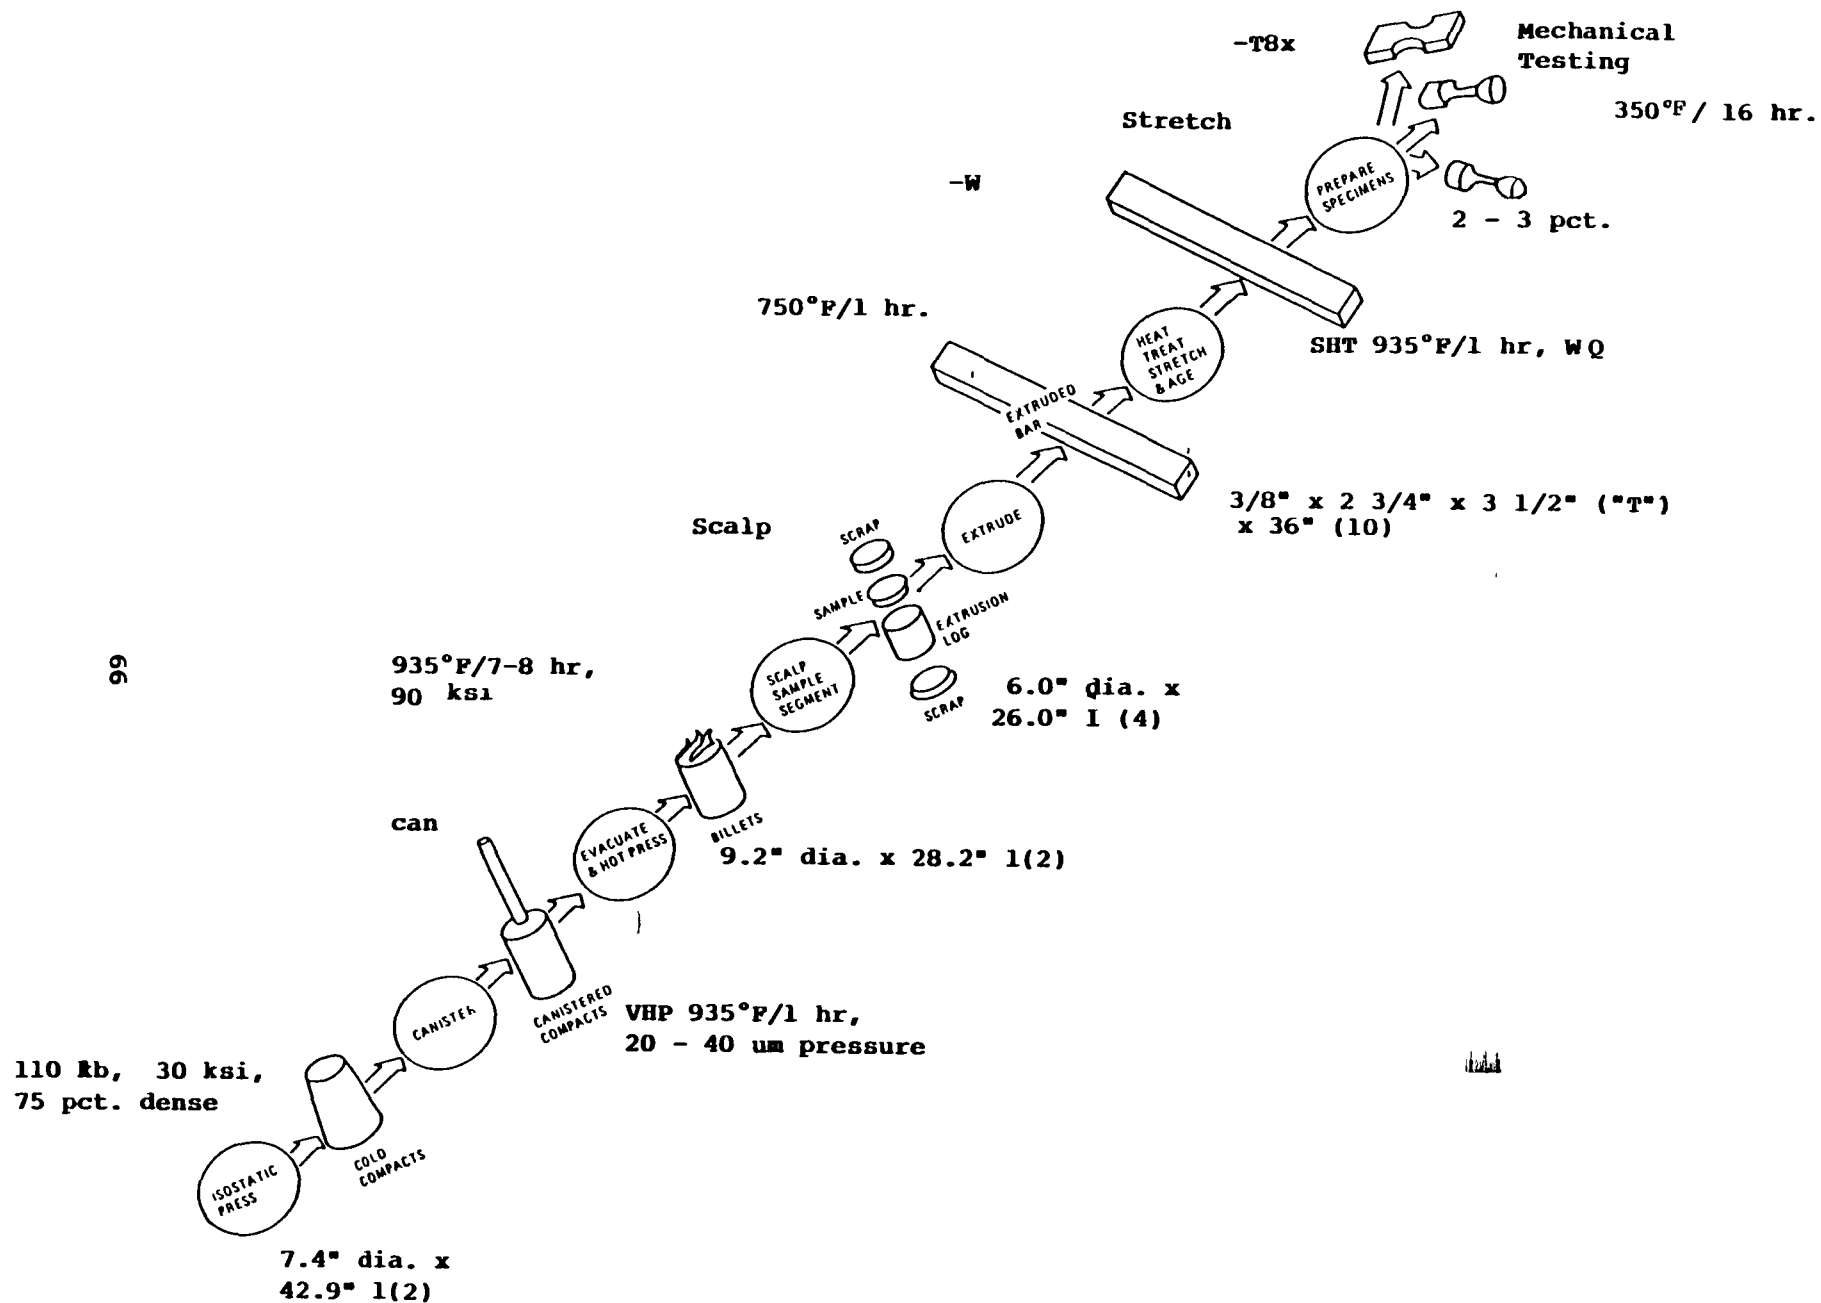 -T8x
Mechanical
Testing
350°F/ 16 hr.
Stretch
PREPARE
SPECIMENS
2 - 3 pct.
-W
750°F/1 hr.
HEAT
TREAT
STRETCH
& AGE
SHT 935°F/1 hr, WQ
EXTRUDED
BAR
3/8" x 2 3/4" x 3 1/2" ("T")
x 36" (10)
Scalp
SCRAP
EXTRUDE
SAMPLE
EXTRUSION
LOG
66
935°F/7-8 hr,
90 ksi
SCALP
SAMPLE
SEGMENT
SCRAP
6.0" dia. x
26.0" I (4)
can
EVACUATE
& HOT PRESS
BILLETS
9.2" dia. x 28.2" l(2)
CANISTER
CANISTERED
COMPACTS
VHP 935°F/1 hr,
20 - 40 um pressure
110 lb, 30 ksi,
75 pct. dense
COLD
COMPACTS
ISOSTATIC
PRESS
7.4" dia. x
42.9" l(2)